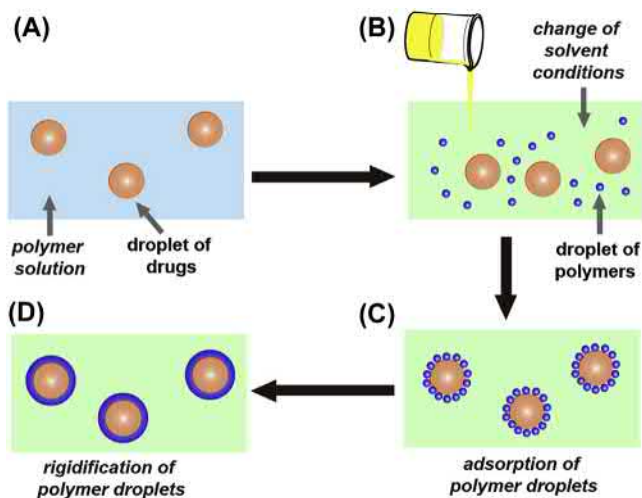 (A)
(B)
change of
solvent
conditions
polymer
solution
droplet of
drugs
droplet of
polymers
(D)
(C)
rigidification of
polymer droplets
adsorption of
polymer droplets